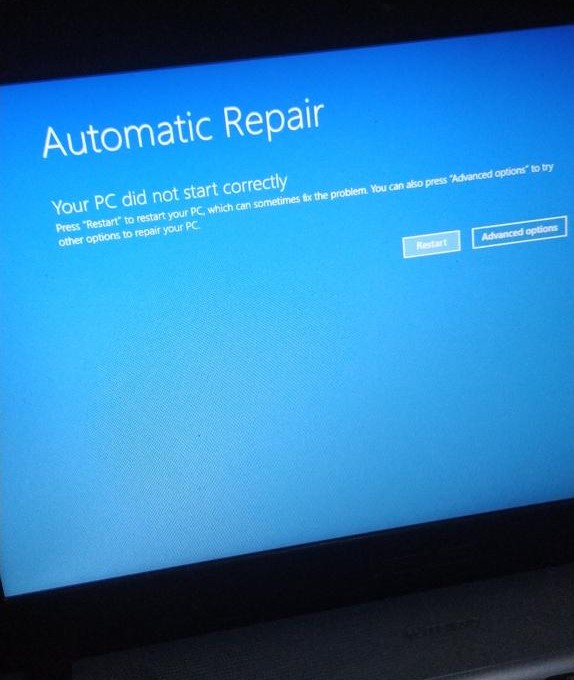 Automatic Repair
Your PC did not start correctly
Press "Restart" to restart your PC, which can sometimes fix the problem. You can also press "Advanced options" to try
other options to repair your PC.
Restart
Advanced options